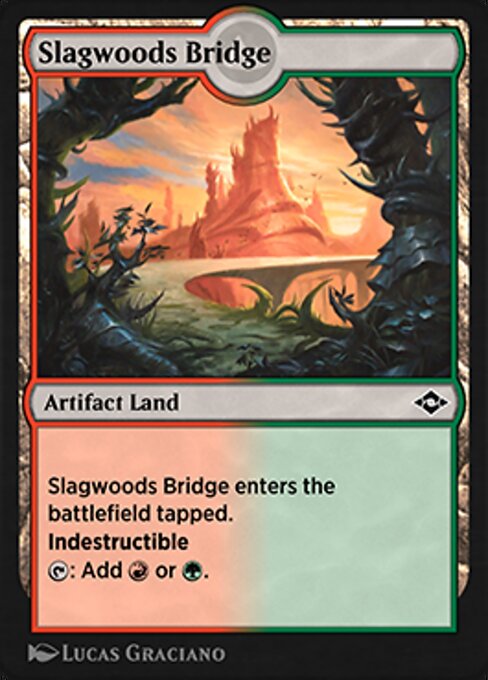 Slagwoods Bridge
Artifact Land
Slagwoods Bridge enters the
battlefield tapped.
Indestructible
: Add or .
Lucas Graciano